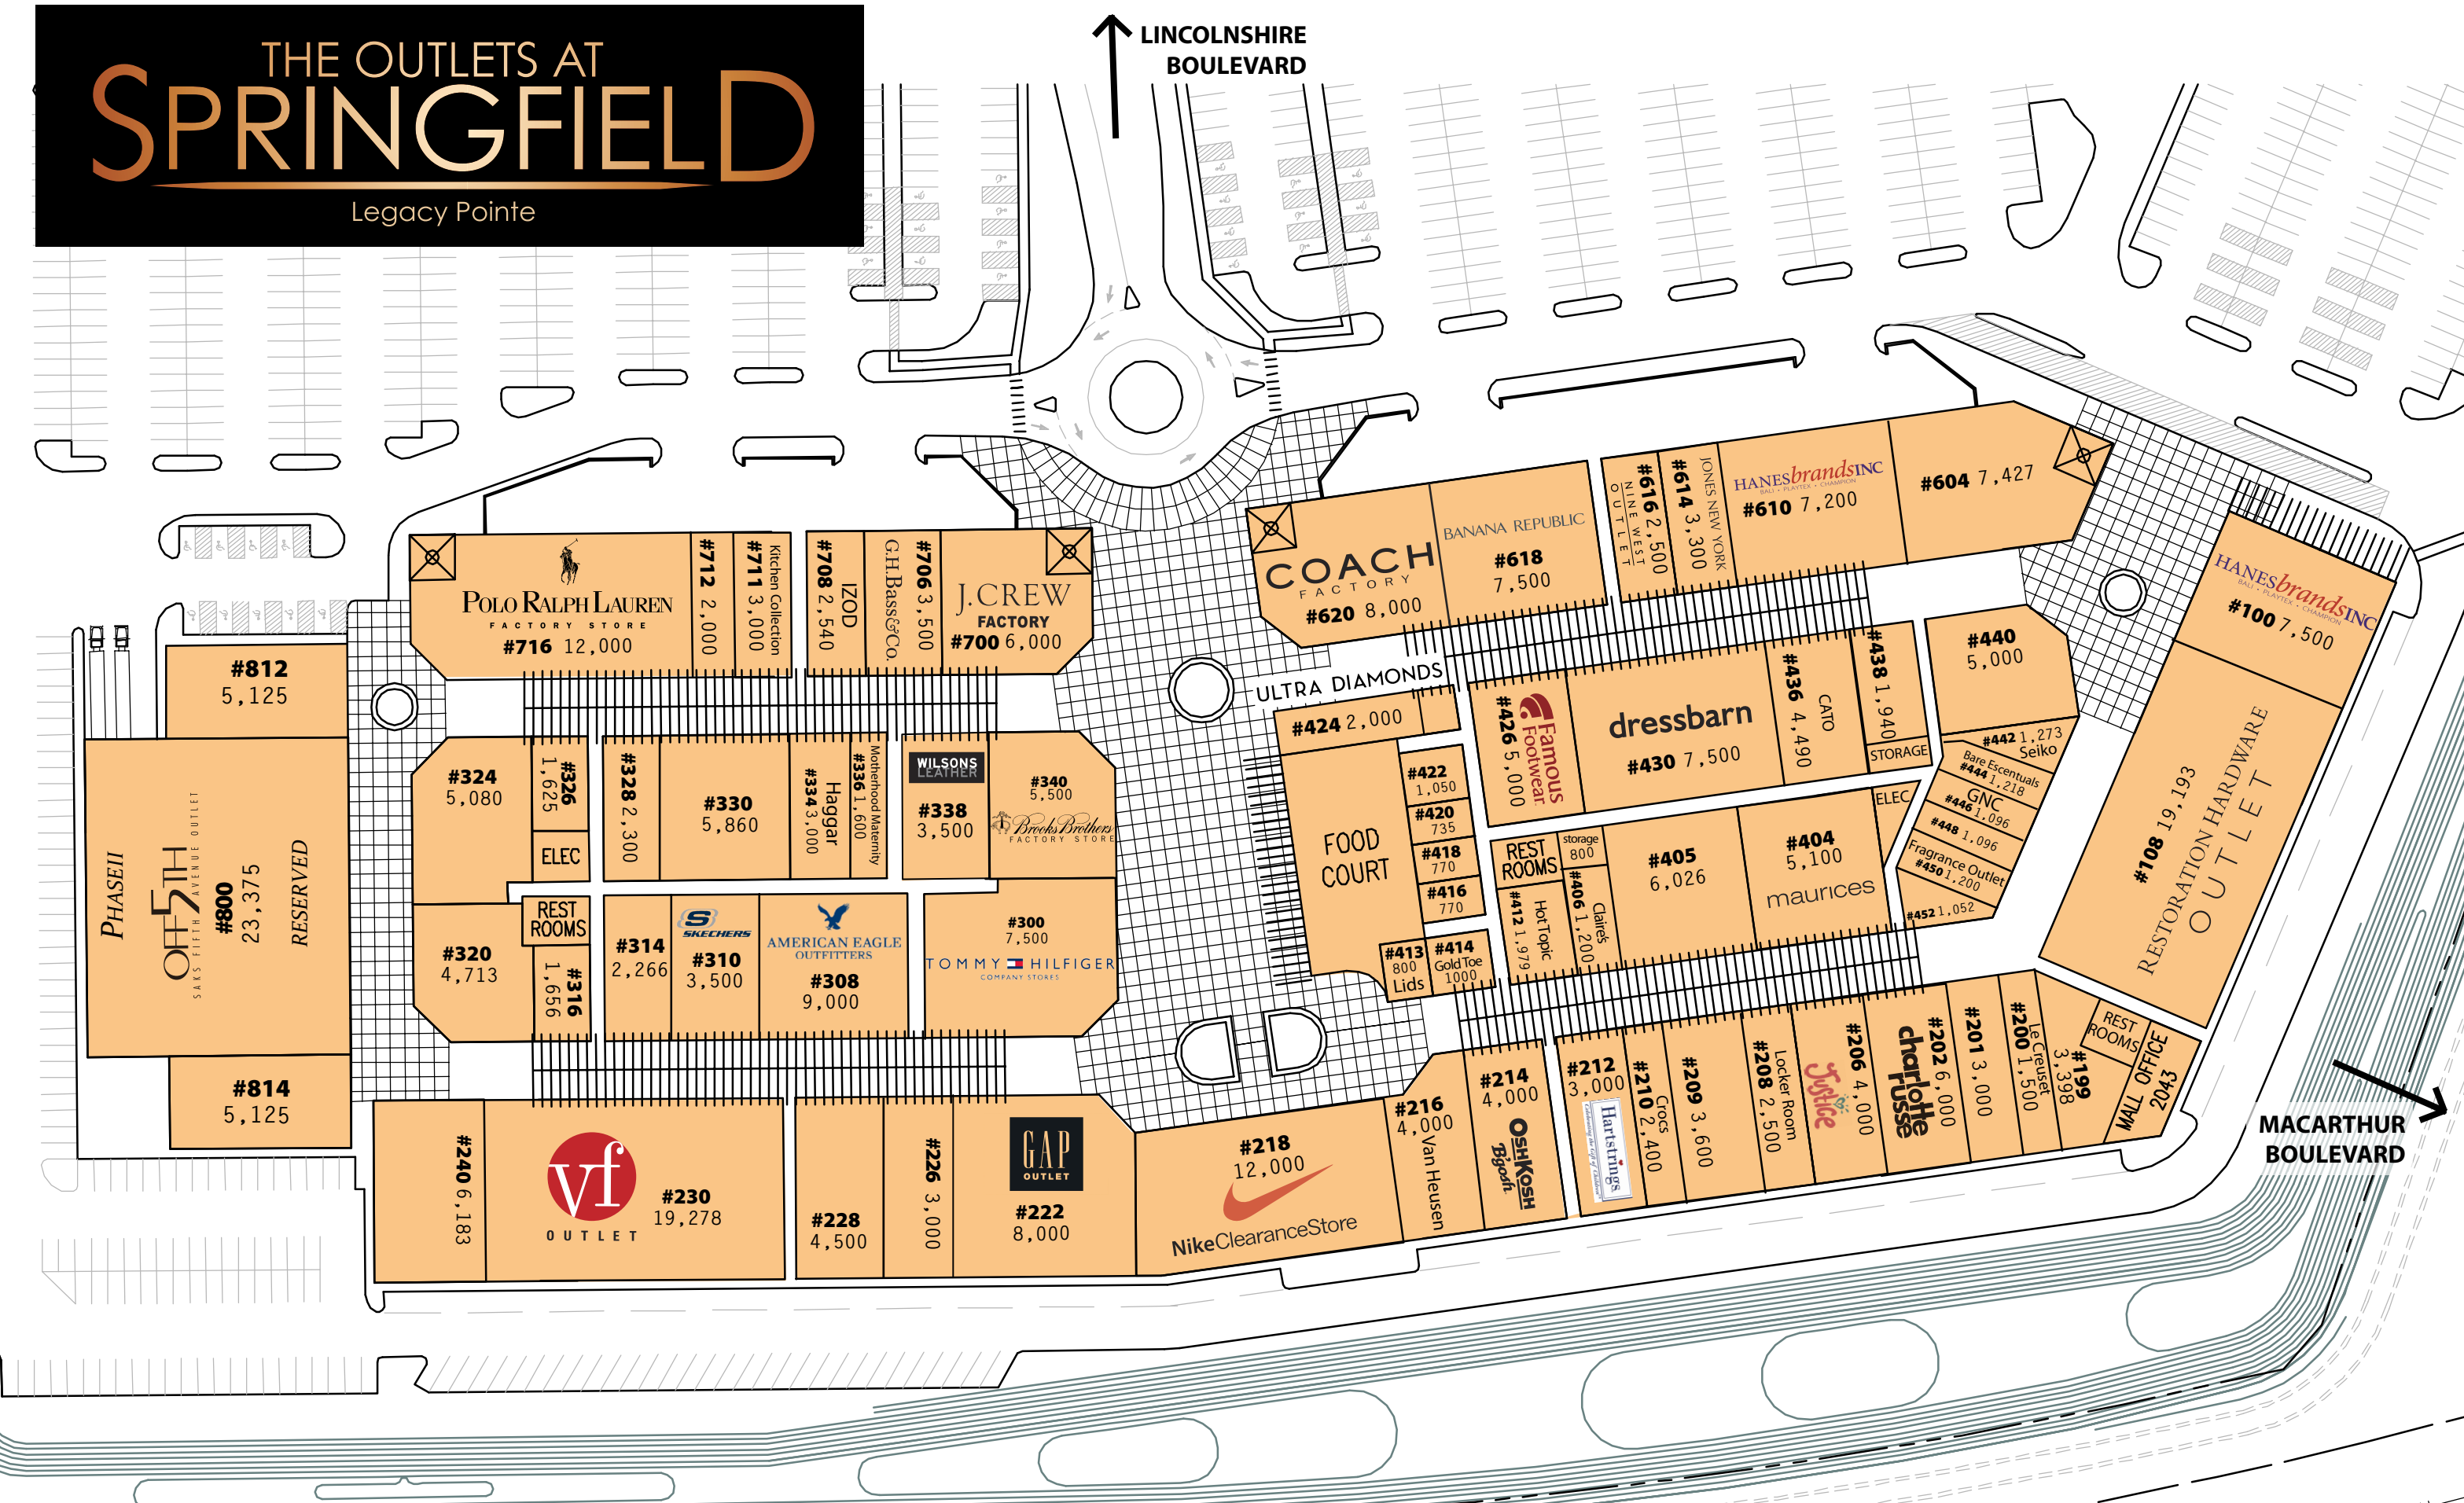 THE OUTLETS AT
SPRINGFIELD
Legacy Pointe
LINCOLNSHIRE
BOULEVARD
POLO RALPH LAUREN
FACTORY STORE
#716 12,000
#712 2,000
#711 3,000
Kitchen Collection
#708 2,540
IZOD
G.H.Bass&Co.
#706 3,500
J.CREW
FACTORY
#700 6,000
COACH
FACTORY
#620 8,000
BANANA REPUBLIC
#618
7,500
#616 2,500
NINE WEST
OUTLET
#614 3,300
JONES NEW YORK
HANESbrandsINC
BALI • PLAYTEX • CHAMPION
#610 7,200
#604 7,427
HANESbrandsINC
BALI • PLAYTEX • CHAMPION
#100 7,500
#108 19,193
RESTORATION HARDWARE
OUTLET
#812
5,125
PHASEII
OFF 5TH
SAKS FIFTH AVENUE OUTLET
#800
23,375
RESERVED
#814
5,125
#324
5,080
#326
1,625
ELEC
#328 2,300
#330
5,860
#334 3,000
Haggar
#336 1,600
Motherhood Maternity
WILSONS
LEATHER
#338
3,500
#340
5,500
Brooks Brothers
FACTORY STORE
#320
4,713
REST
ROOMS
#316
1,656
#314
2,266
SKECHERS
#310
3,500
AMERICAN EAGLE
OUTFITTERS
#308
9,000
#300
7,500
TOMMY HILFIGER
COMPANY STORES
ULTRA DIAMONDS
#424 2,000
FOOD
COURT
#422
1,050
#420
735
#418
770
#416
770
#413
800
Lids
#414
Gold Toe
1000
#426 5,000
Famous
Footwear
dressbarn
#430 7,500
#436 4,490
CATO
#438 1,940
STORAGE
#440
5,000
#442 1,273
Seiko
Bare Escentuals
#444 1,218
GNC
#446 1,096
#448 1,096
Fragrance Outlet
#450 1,200
#452 1,052
REST
ROOMS
storage
800
#412 1,979
Hot Topic
#406 1,200
Claire's
#405
6,026
#404
5,100
maurices
ELEC
#240 6,183
vf
OUTLET
#230
19,278
#228
4,500
#226 3,000
GAP
OUTLET
#222
8,000
#218
12,000
NikeClearanceStore
#216
4,000
Van Heusen
#214
4,000
OSHKOSH
B'gosh
#212
3,000
Hartstrings
#210 2,400
Crocs
#209 3,600
#208 2,500
Locker Room
#206 4,000
Justice
#202 6,000
charlotte
russe
#201 3,000
#200 1,500
Le Creuset
#199
3,398
REST
ROOMS
MALL OFFICE
2043
MACARTHUR
BOULEVARD